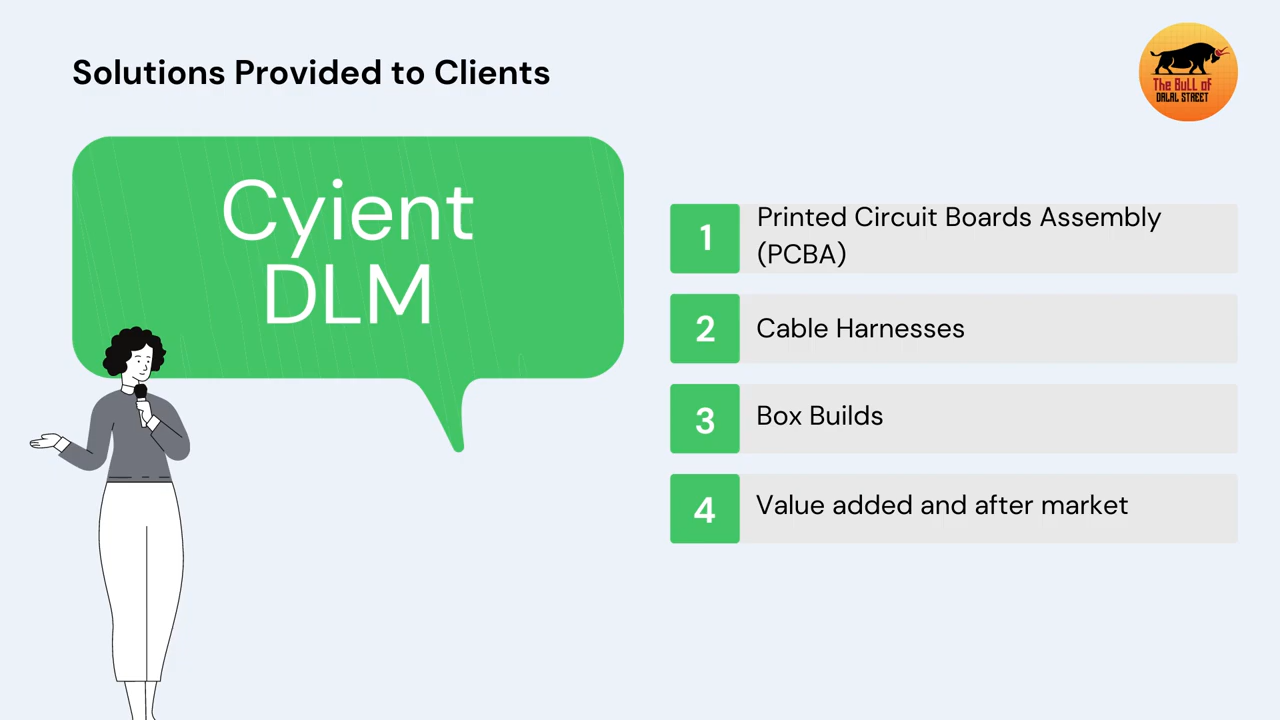 Solutions Provided to Clients
The Bull of
DALAL STREET
Cyient
DLM
1
Printed Circuit Boards Assembly
(PCBA)
2
Cable Harnesses
3
Box Builds
4
Value added and after market